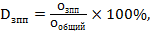 Dзпп = Oзпп / Oобщий × 100%,